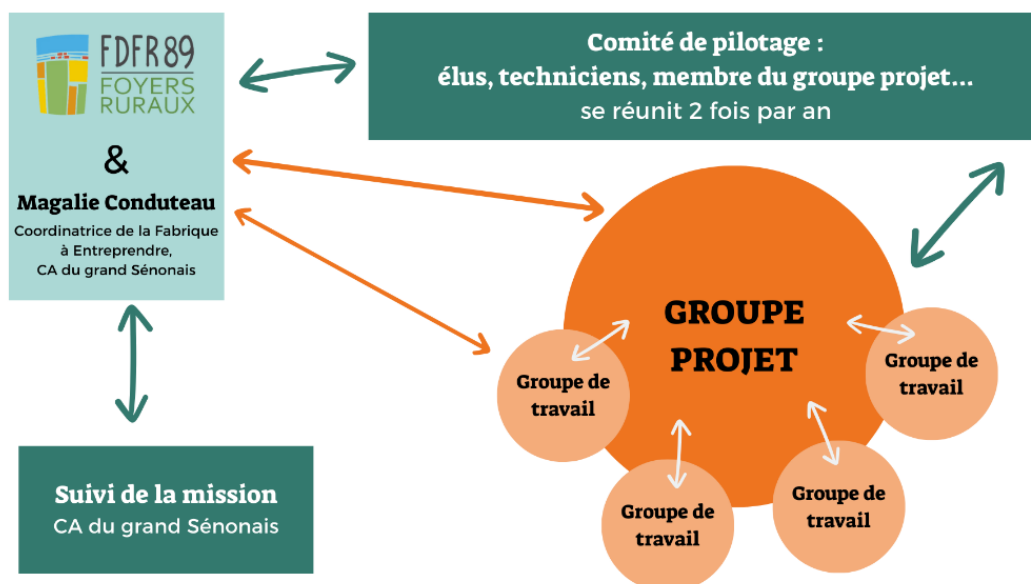 FDFR89
FOYERS
RURAUX
&
Magalie Conduteau
Coordinatrice de la Fabrique
à Entreprendre,
CA du grand Sénonais
Comité de pilotage :
élus, techniciens, membre du groupe projet...
se réunit 2 fois par an
GROUPE
PROJET
Groupe de
travail
Groupe de
travail
Groupe de
travail
Groupe de
travail
Suivi de la mission
CA du grand Sénonais